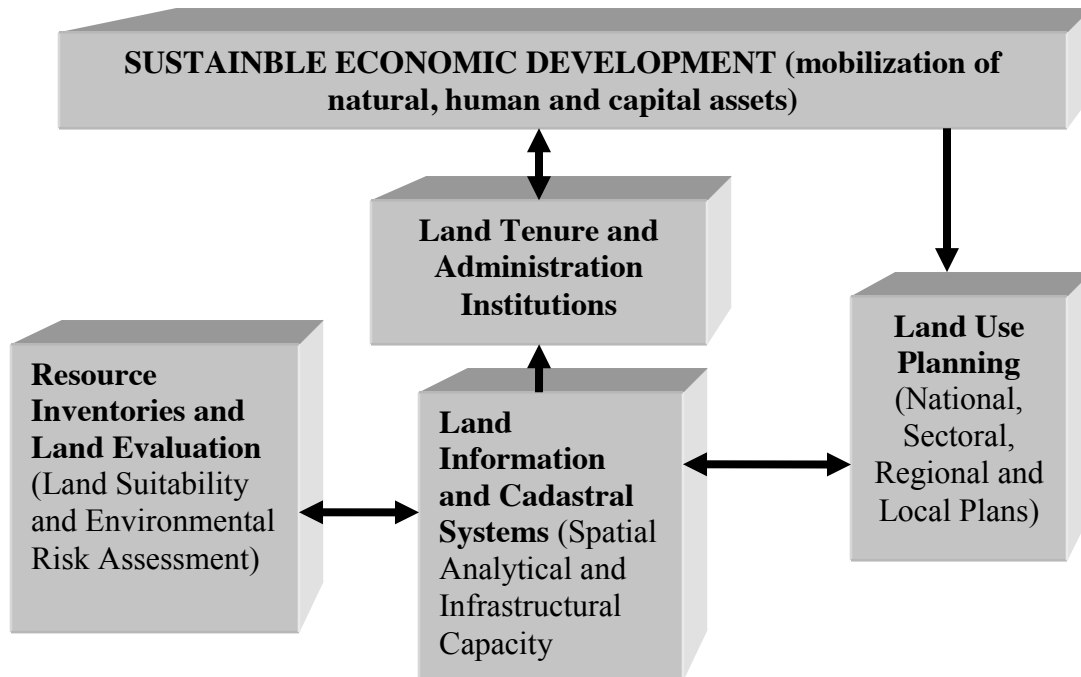 SUSTAINBLE ECONOMIC DEVELOPMENT (mobilization of
natural, human and capital assets)
Land Tenure and
Administration
Institutions
Resource
Inventories and
Land Evaluation
(Land Suitability
and Environmental
Risk Assessment)
Land
Information
and Cadastral
Systems (Spatial
Analytical and
Infrastructural
Capacity
Land Use
Planning
(National,
Sectoral,
Regional and
Local Plans)